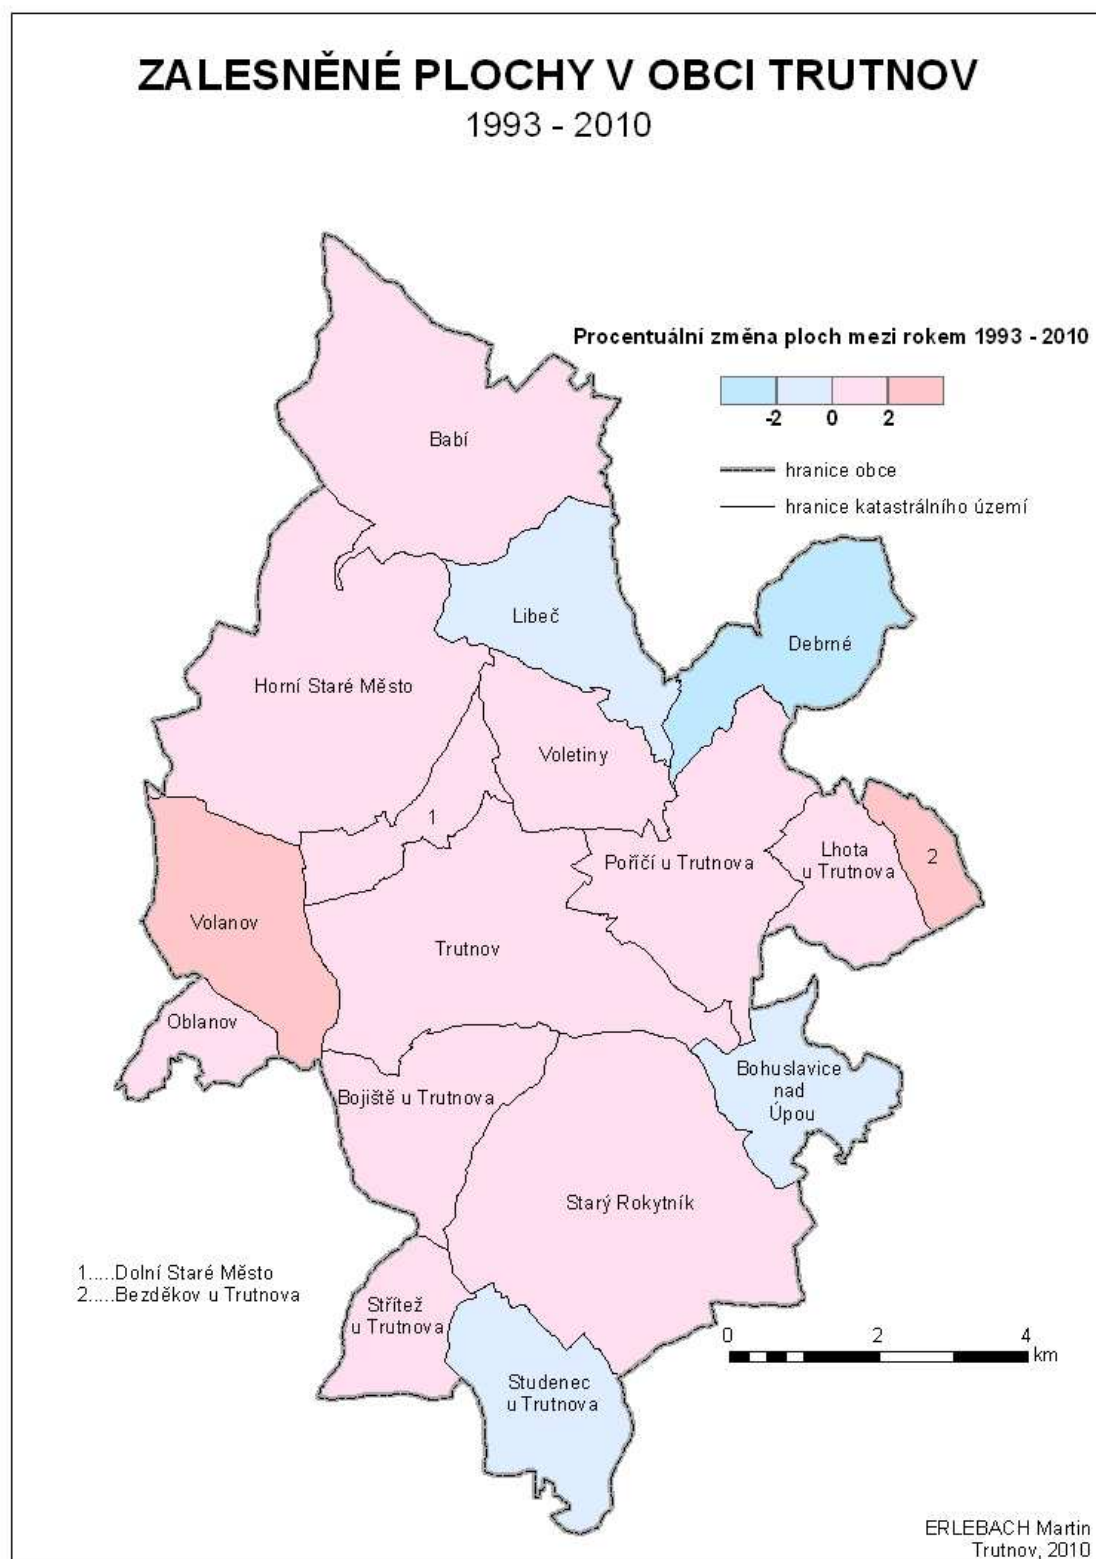 ZALESNĚNÉ PLOCHY V OBCI TRUTNOV
1993 - 2010
Procentuální změna ploch mezi rokem 1993 - 2010
-2 0 2
hranice obce
hranice katastrálního území
Babí
Libeč
Debrné
Horní Staré Město
Voletiny
1
Poříčí u Trutnova
Lhota
u Trutnova
2
Volanov
Trutnov
Oblanov
Bohuslavice
nad
Úpou
Bojiště u Trutnova
Starý Rokytník
1.....Dolní Staré Město
2.....Bezděkov u Trutnova
Střítež
u Trutnova
0 2 4
km
Studenec
u Trutnova
ERLEBACH Martin
Trutnov, 2010